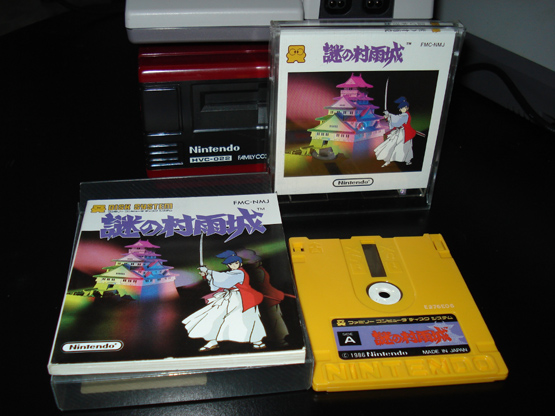 Nintendo
HVC-022
FAMILY CO
FMC-NMJ
謎の村雨城
TM
Nintendo
DISK SYSTEM
FMC-NMJ
TM
謎の村雨城
Nintendo
ファミリー コンピュータ ディスク システム
SIDE
A
謎の村雨城
©1986 Nintendo
MADE IN JAPAN
NINTENDO